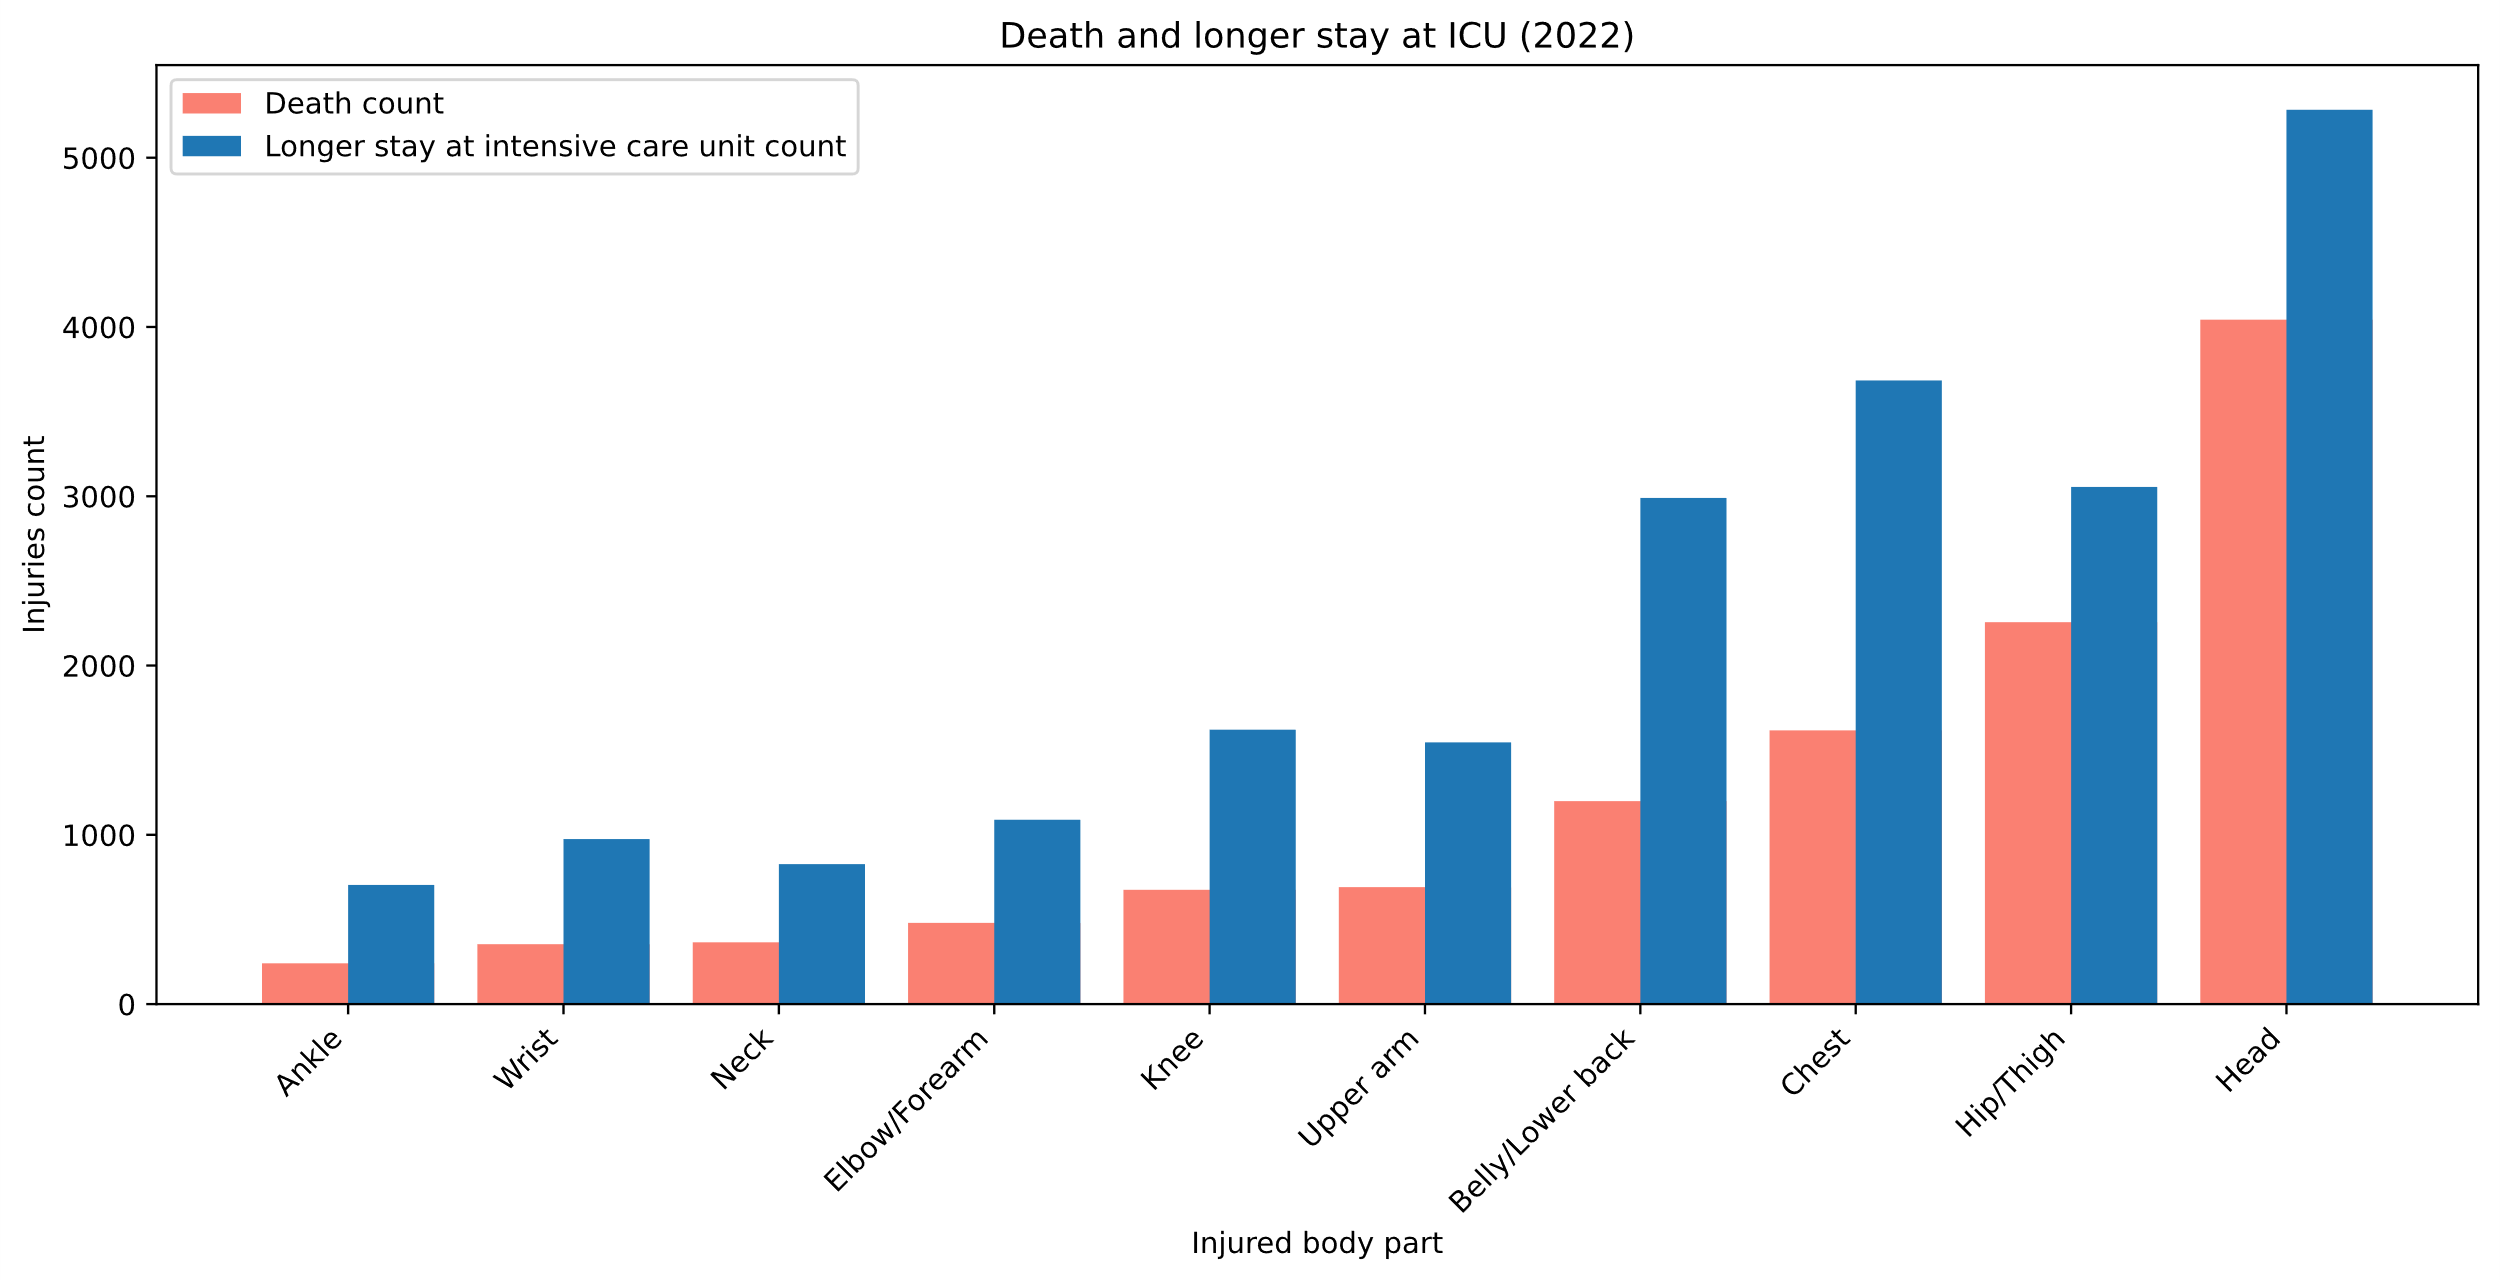 Death and longer stay at ICU (2022)
Death count
Longer stay at intensive care unit count
5000
4000
3000
2000
1000
0
Injuries count
Ankle
Wrist
Neck
Elbow/Forearm
Knee
Upper arm
Belly/Lower back
Chest
Hip/Thigh
Head
Injured body part